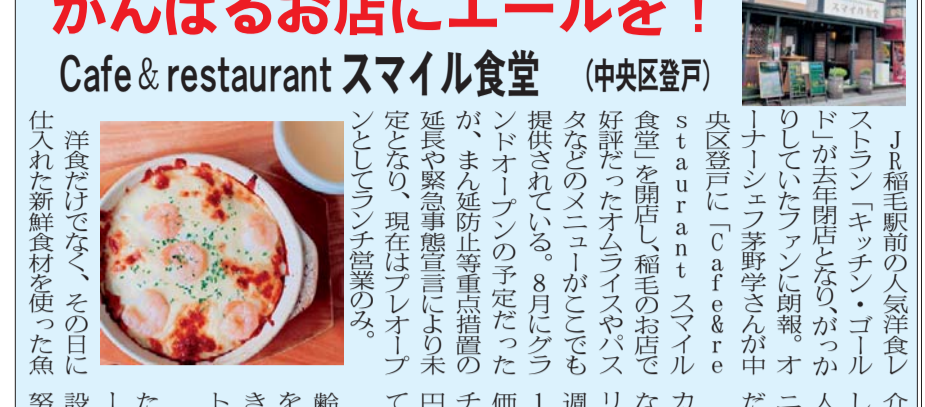 がんばるお店にエールを！
Cafe＆restaurant スマイル食堂 （中央区登戸）
スマイル食堂
ＪＲ稲毛駅前の人気洋食レ
ストラン「キッチン・ゴール
ド」が去年閉店となり、がっか
りしていたファンに朗報。オ
ーナーシェフ茅野学さんが中
央区登戸に「Ｃａｆｅ＆ｒｅ
ｓｔａｕｒａｎｔ スマイル
食堂」を開店し、稲毛のお店で
好評だったオムライスやパス
タなどのメニューがここでも
提供されている。８月にグラ
ンドオープンの予定だった
が、まん延防止等重点措置の
延長や緊急事態宣言により未
定となり、現在はプレオープ
ンとしてランチ営業のみ。
洋食だけでなく、その日に
仕入れた新鮮食材を使った魚